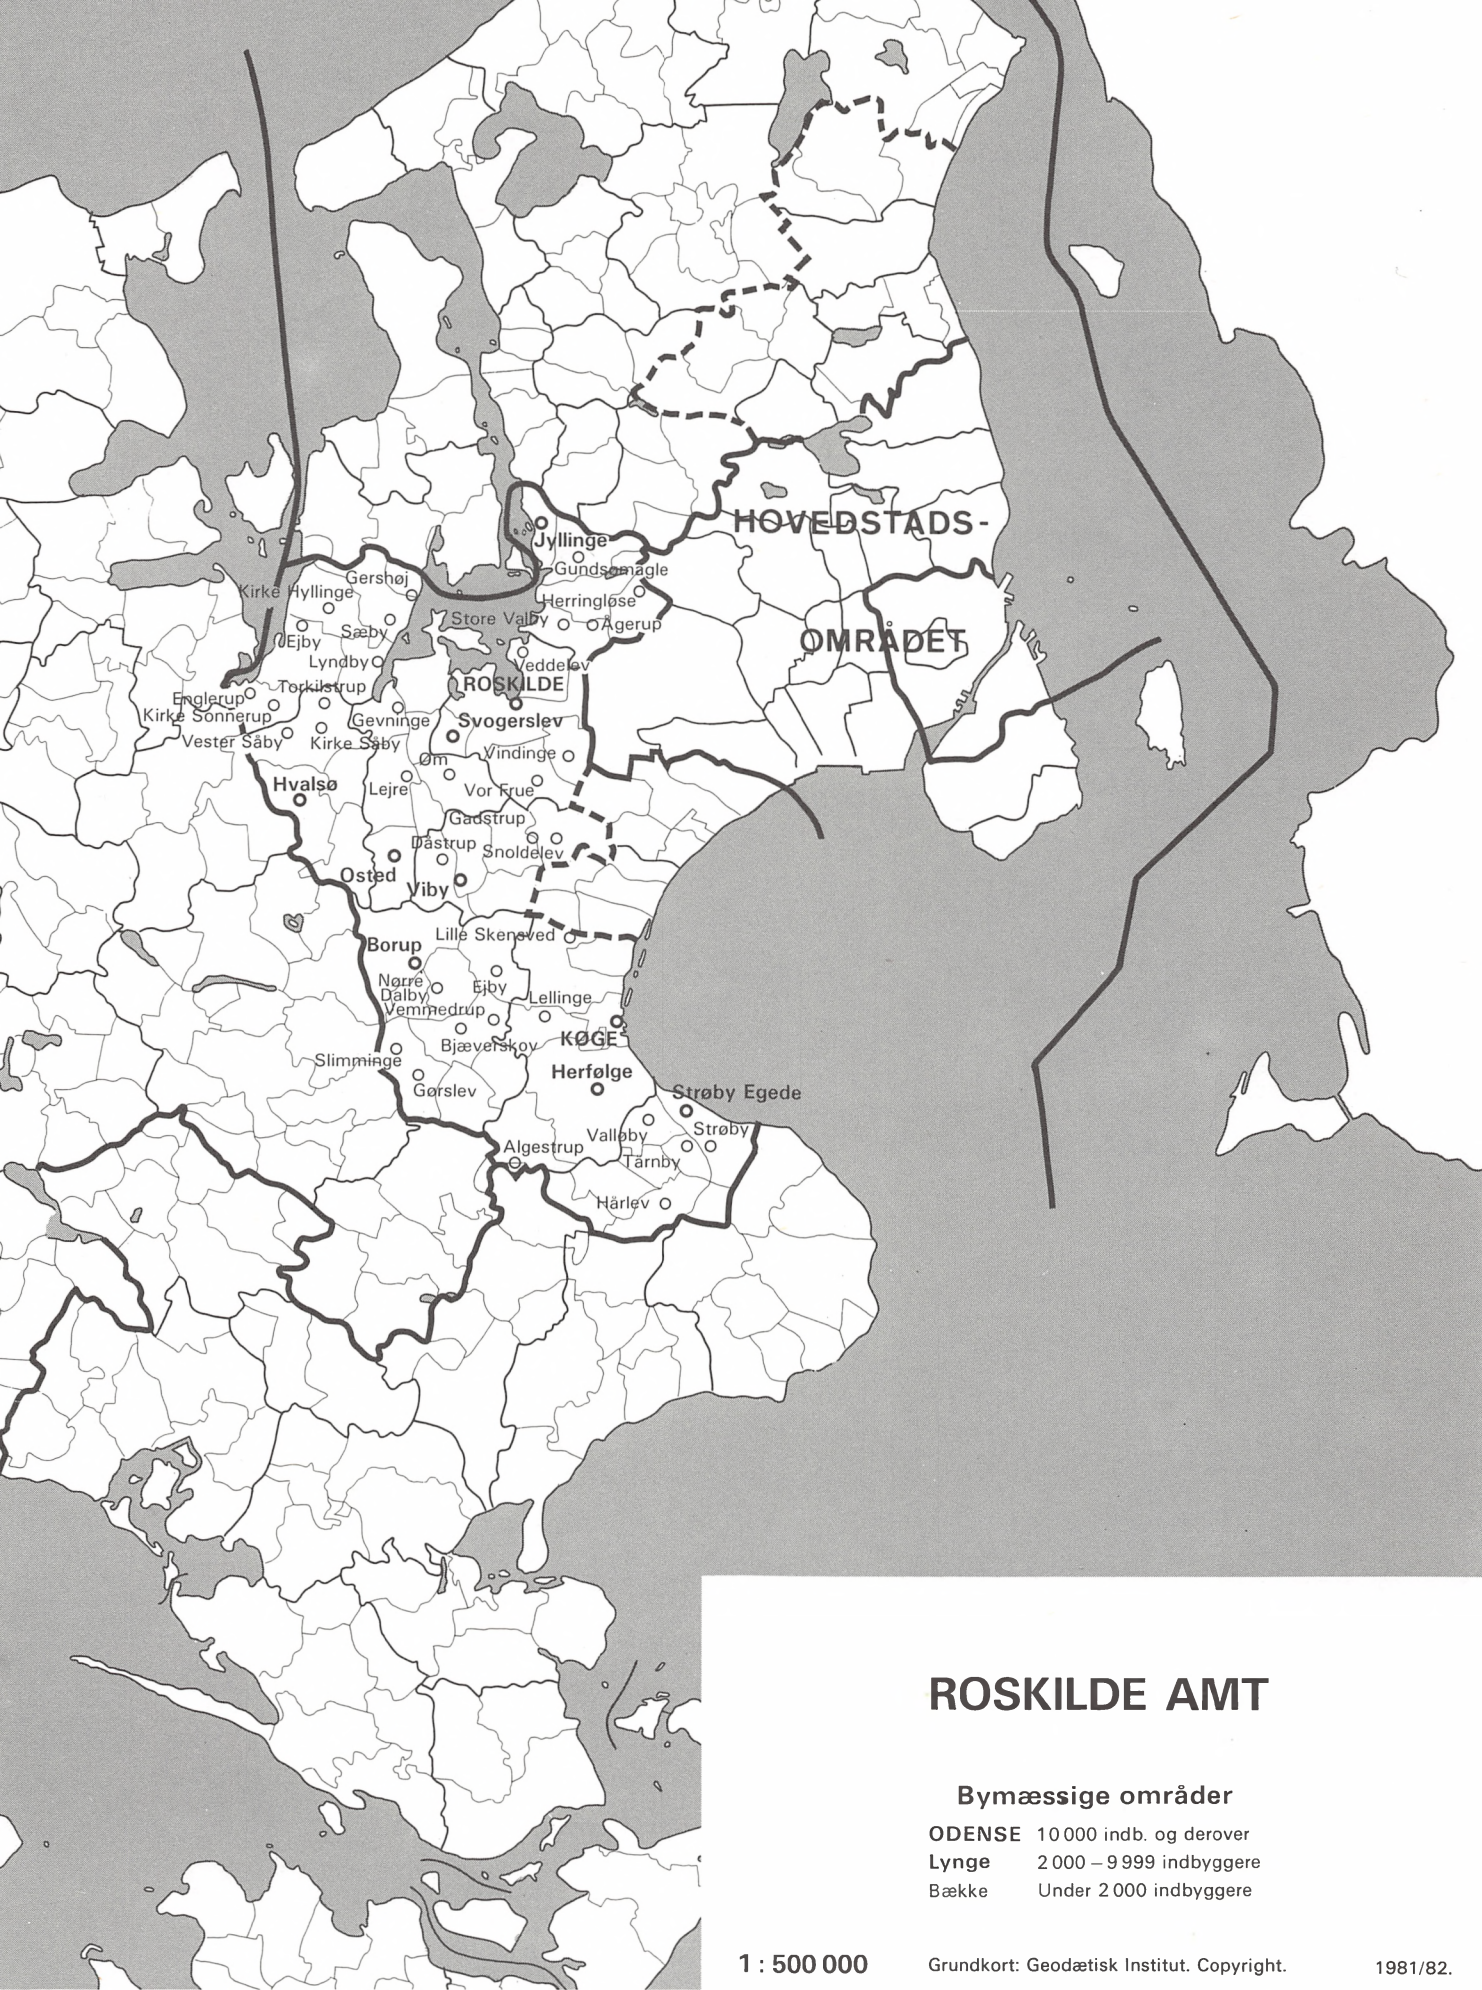 HOVEDSTADS-
Jyllinge
Gundsømagle
Gershøj
Kirke Hyllinge
Herringløse
Store Valby
Ågerup
Sæby
Ejby
Lyndby
Veddelev
ROSKILDE
OMRÅDET
Torkilstrup
Englerup
Kirke Sonnerup
Gevninge
Svogerslev
Vester Såby
Kirke Såby
Vindinge
Øm
Hvalsø
Lejre
Vor Frue
Gadstrup
Dåstrup
Snoldelev
Osted
Viby
Lille Skensved
Borup
Nørre
Dalby
Ejby
Lellinge
Vemmedrup
KØGE
Bjæverskov
Slimminge
Herfølge
Gørslev
Strøby Egede
Strøby
Valløby
Algestrup
Tärnby
Härlev
ROSKILDE AMT
Bymæssige områder
ODENSE 10 000 indb. og derover
Lynge 2 000 – 9 999 indbyggere
Bække Under 2 000 indbyggere
1 : 500 000 Grundkort: Geodætisk Institut. Copyright. 1981/82.